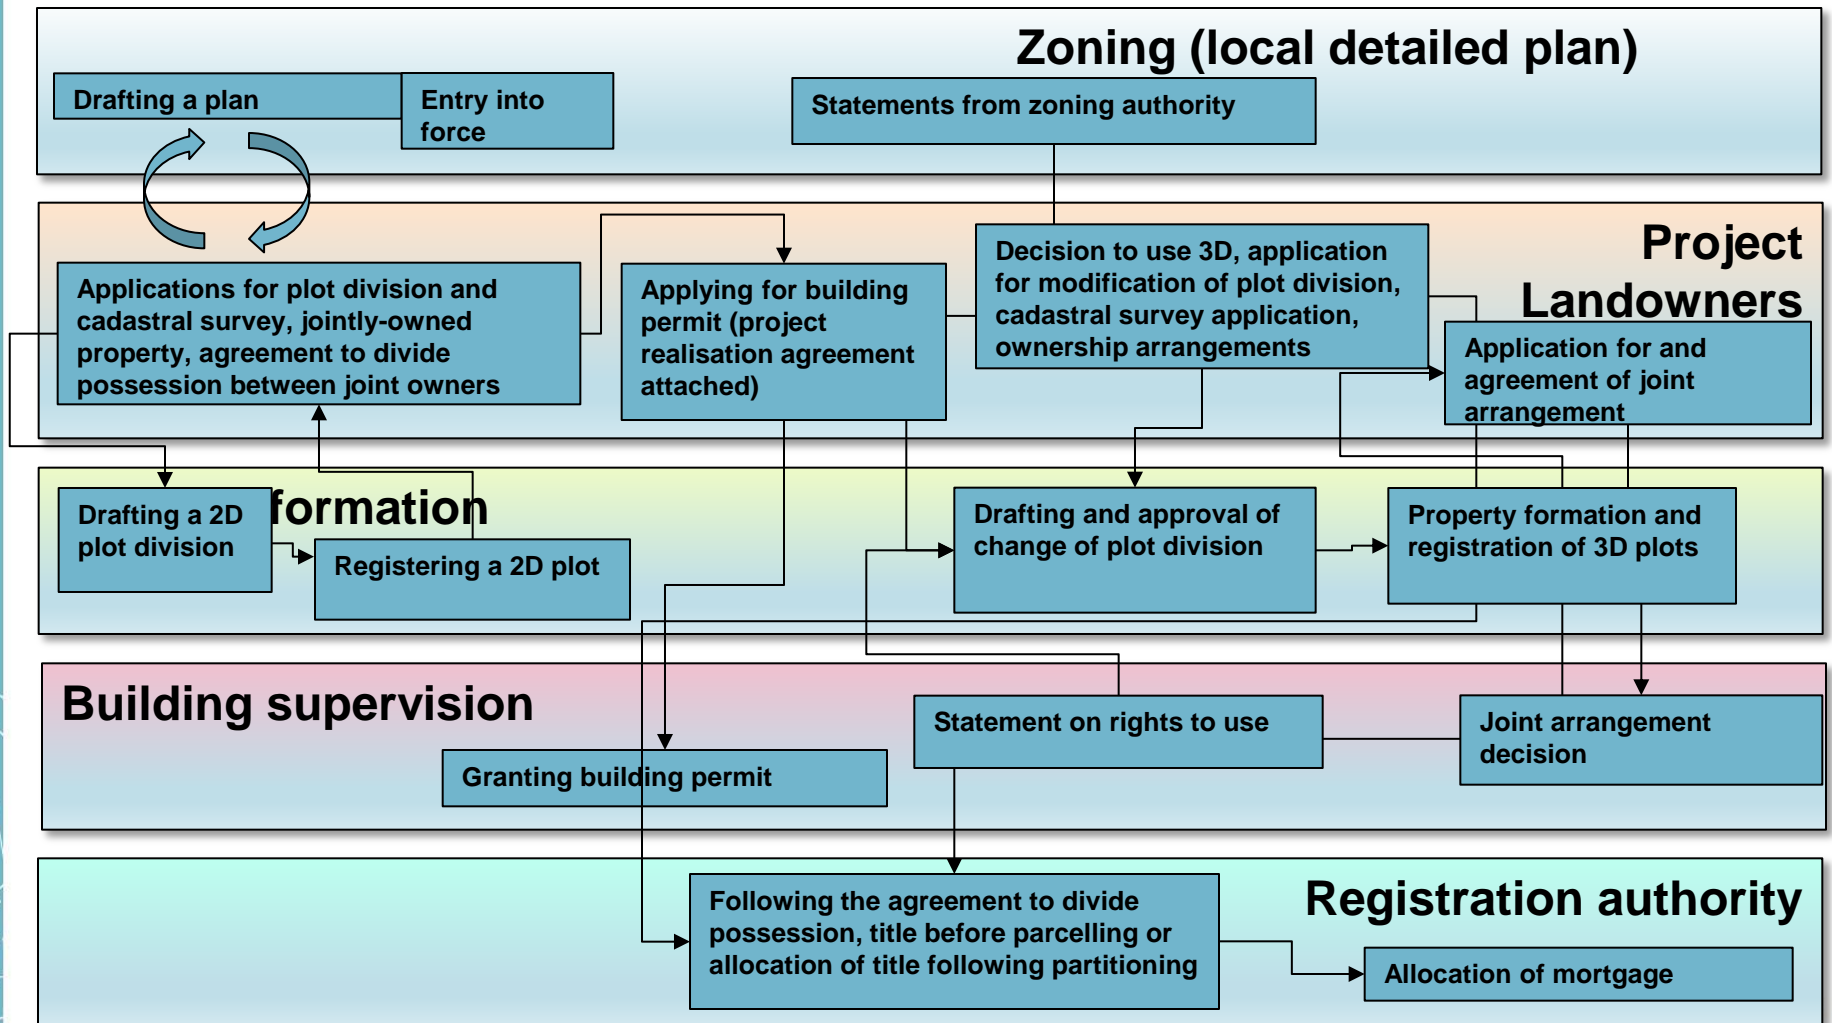 Zoning (local detailed plan)
Drafting a plan
Entry into
force
Statements from zoning authority
Project
Landowners
Applications for plot division and
cadastral survey, jointly-owned
property, agreement to divide
possession between joint owners
Applying for building
permit (project
realisation agreement
attached)
Decision to use 3D, application
for modification of plot division,
cadastral survey application,
ownership arrangements
Application for and
agreement of joint
arrangement
formation
Drafting a 2D
plot division
Registering a 2D plot
Drafting and approval of
change of plot division
Property formation and
registration of 3D plots
Building supervision
Granting building permit
Statement on rights to use
Joint arrangement
decision
Registration authority
Following the agreement to divide
possession, title before parcelling or
allocation of title following partitioning
Allocation of mortgage